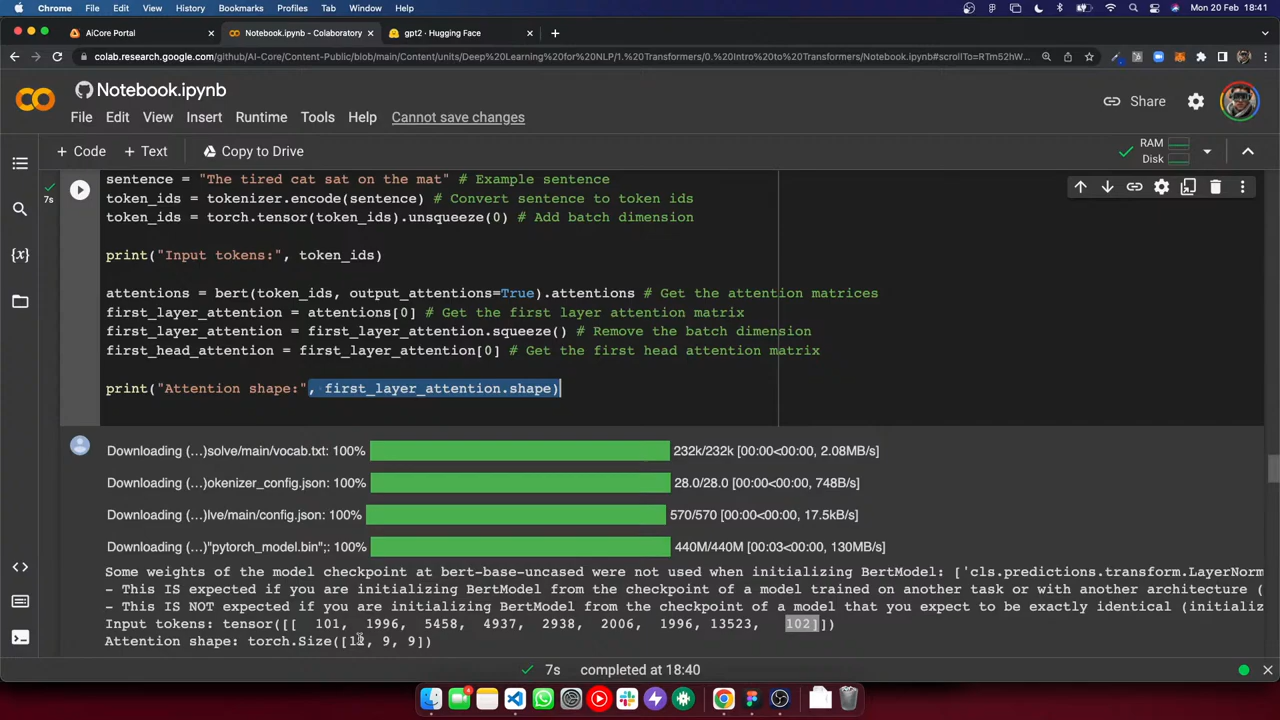 Chrome File Edit View History Bookmarks Profiles Tab Window Help Mon 20 Feb 18:41
AiCore Portal
Notebook.ipynb - Colaboratory
gpt2 · Hugging Face
colab.research.google.com/github/AI-Core/Content-Public/blob/main/Content/units/Deep%20Learning%20for%20NLP/1.%20Transformers/0.%20Intro%20to%20Transformers/Notebook.ipynb#scrollTo=RTm52hW...
Notebook.ipynb
Share
File Edit View Insert Runtime Tools Help Cannot save changes
+ Code + Text Copy to Drive
RAM
Disk
7s
sentence = "The tired cat sat on the mat" # Example sentence
token_ids = tokenizer.encode(sentence) # Convert sentence to token ids
token_ids = torch.tensor(token_ids).unsqueeze(0) # Add batch dimension
print("Input tokens:", token_ids)
attentions = bert(token_ids, output_attentions=True).attentions # Get the attention matrices
first_layer_attention = attentions[0] # Get the first layer attention matrix
first_layer_attention = first_layer_attention.squeeze() # Remove the batch dimension
first_head_attention = first_layer_attention[0] # Get the first head attention matrix
print("Attention shape:", first_layer_attention.shape)
Downloading (…)solve/main/vocab.txt: 100% 232k/232k [00:00<00:00, 2.08MB/s]
Downloading (…)okenizer_config.json: 100% 28.0/28.0 [00:00<00:00, 748B/s]
Downloading (…)lve/main/config.json: 100% 570/570 [00:00<00:00, 17.5kB/s]
Downloading (…)"pytorch_model.bin";: 100% 440M/440M [00:03<00:00, 130MB/s]
Some weights of the model checkpoint at bert-base-uncased were not used when initializing BertModel: ['cls.predictions.transform.LayerNorm
- This IS expected if you are initializing BertModel from the checkpoint of a model trained on another task or with another architecture (
- This IS NOT expected if you are initializing BertModel from the checkpoint of a model that you expect to be exactly identical (initializ
Input tokens: tensor([[ 101, 1996, 5458, 4937, 2938, 2006, 1996, 13523, 102]])
Attention shape: torch.Size([12, 9, 9])
7s completed at 18:40